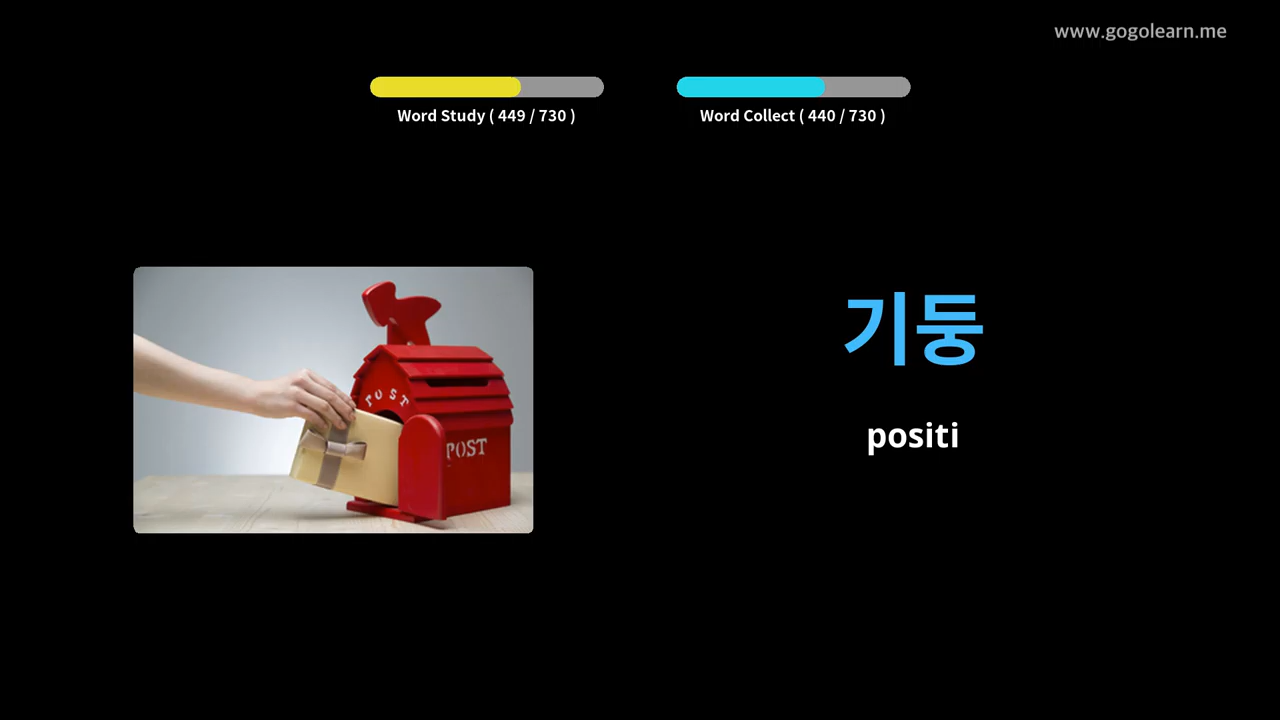 www.gogolearn.me
Word Study ( 449 / 730 )
Word Collect ( 440 / 730 )
POST
POST
기둥
positi